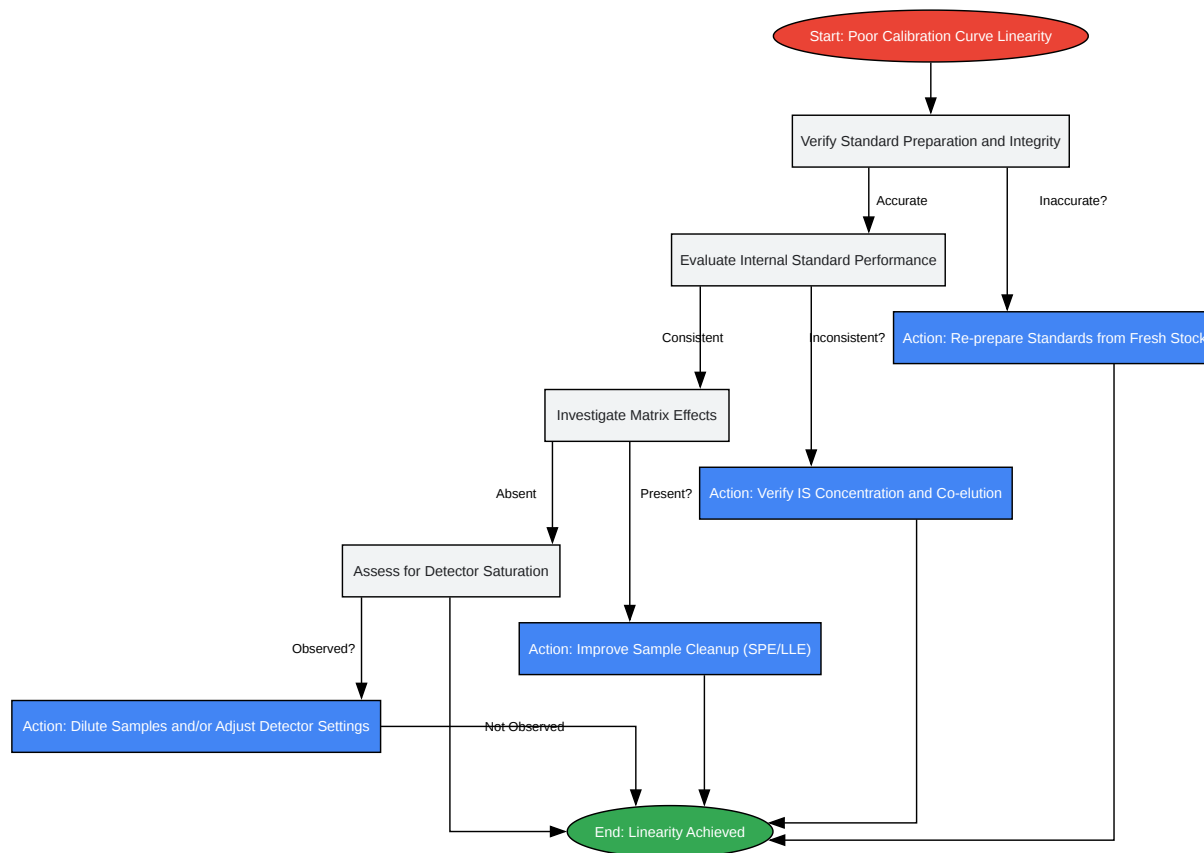 Start: Poor Calibration Curve Linearity
Verify Standard Preparation and Integrity
Accurate
Inaccurate?
Evaluate Internal Standard Performance
Consistent
Inconsistent?
Action: Re-prepare Standards from Fresh Stock
Investigate Matrix Effects
Absent
Present?
Action: Verify IS Concentration and Co-elution
Assess for Detector Saturation
Observed?
Action: Improve Sample Cleanup (SPE/LLE)
Action: Dilute Samples and/or Adjust Detector Settings
Not Observed
End: Linearity Achieved